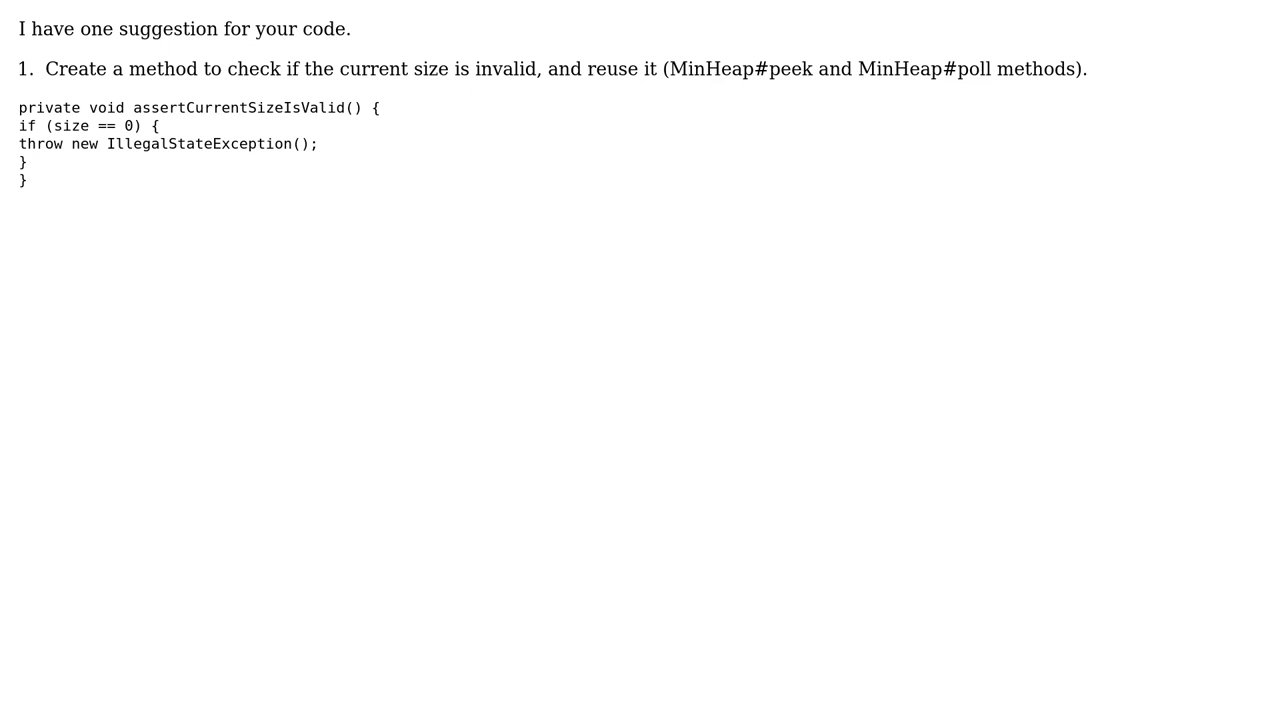 I have one suggestion for your code.
1. Create a method to check if the current size is invalid, and reuse it (MinHeap#peek and MinHeap#poll methods).
private void assertCurrentSizeIsValid() {
if (size == 0) {
throw new IllegalStateException();
}
}